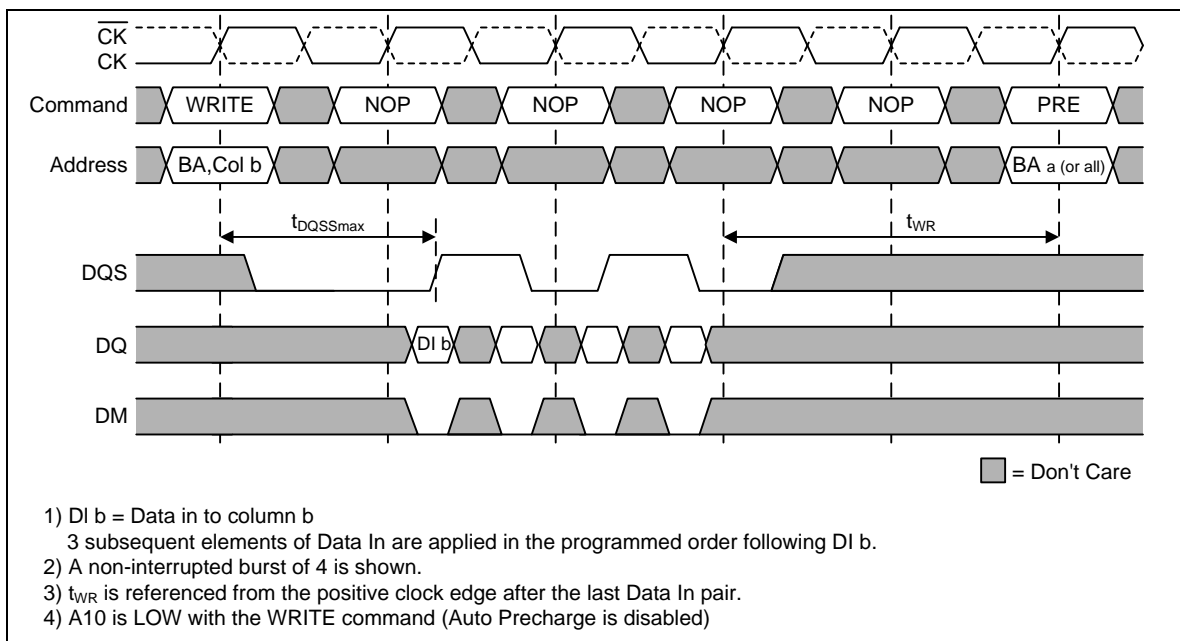 CK
CK
Command WRITE NOP NOP NOP NOP PRE
Address BA,Col b BA a (or all)
tDQSSmax tWR
DQS
DQ DI b
DM
= Don't Care
1) DI b = Data in to column b
3 subsequent elements of Data In are applied in the programmed order following DI b.
2) A non-interrupted burst of 4 is shown.
3) tWR is referenced from the positive clock edge after the last Data In pair.
4) A10 is LOW with the WRITE command (Auto Precharge is disabled)